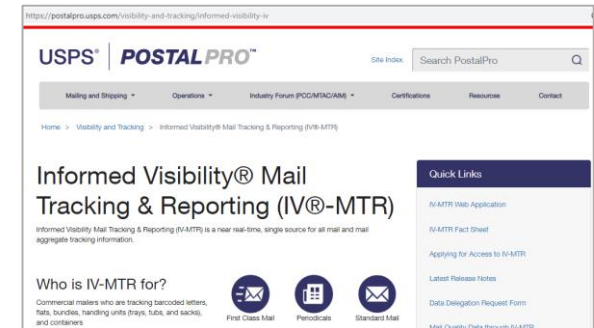 https://postalpro.usps.com/visibility-and-tracking/informed-visibility-iv
USPS® POSTALPRO™
Site Index
Search PostalPro
Mailing and Shipping
Operations
Industry Forum (PCC/MTAC/AIM)
Certifications
Resources
Contact
Home > Visibility and Tracking > Informed Visibility® Mail Tracking & Reporting (IV®-MTR)
Informed Visibility® Mail
Tracking & Reporting (IV®-MTR)
Informed Visibility Mail Tracking & Reporting (IV-MTR) is a near real-time, single source for all mail and mail
aggregate tracking information.
Who is IV-MTR for?
Commercial mailers who are tracking barcoded letters,
flats, bundles, handling units (trays, tubs, and sacks),
and containers
First Class Mail
Periodicals
Standard Mail
Quick Links
IV-MTR Web Application
IV-MTR Fact Sheet
Applying for Access to IV-MTR
Latest Release Notes
Data Delegation Request Form
Mail Quality Data through IV-MTR